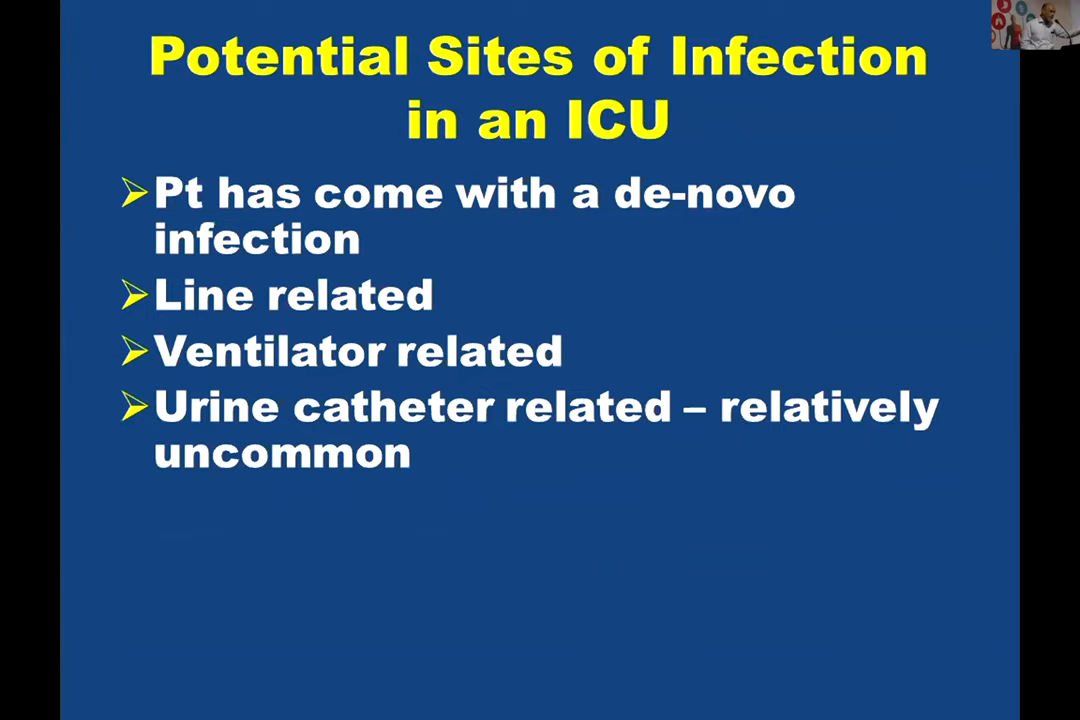 Potential Sites of Infection
in an ICU
Pt has come with a de-novo
infection
Line related
Ventilator related
Urine catheter related – relatively
uncommon